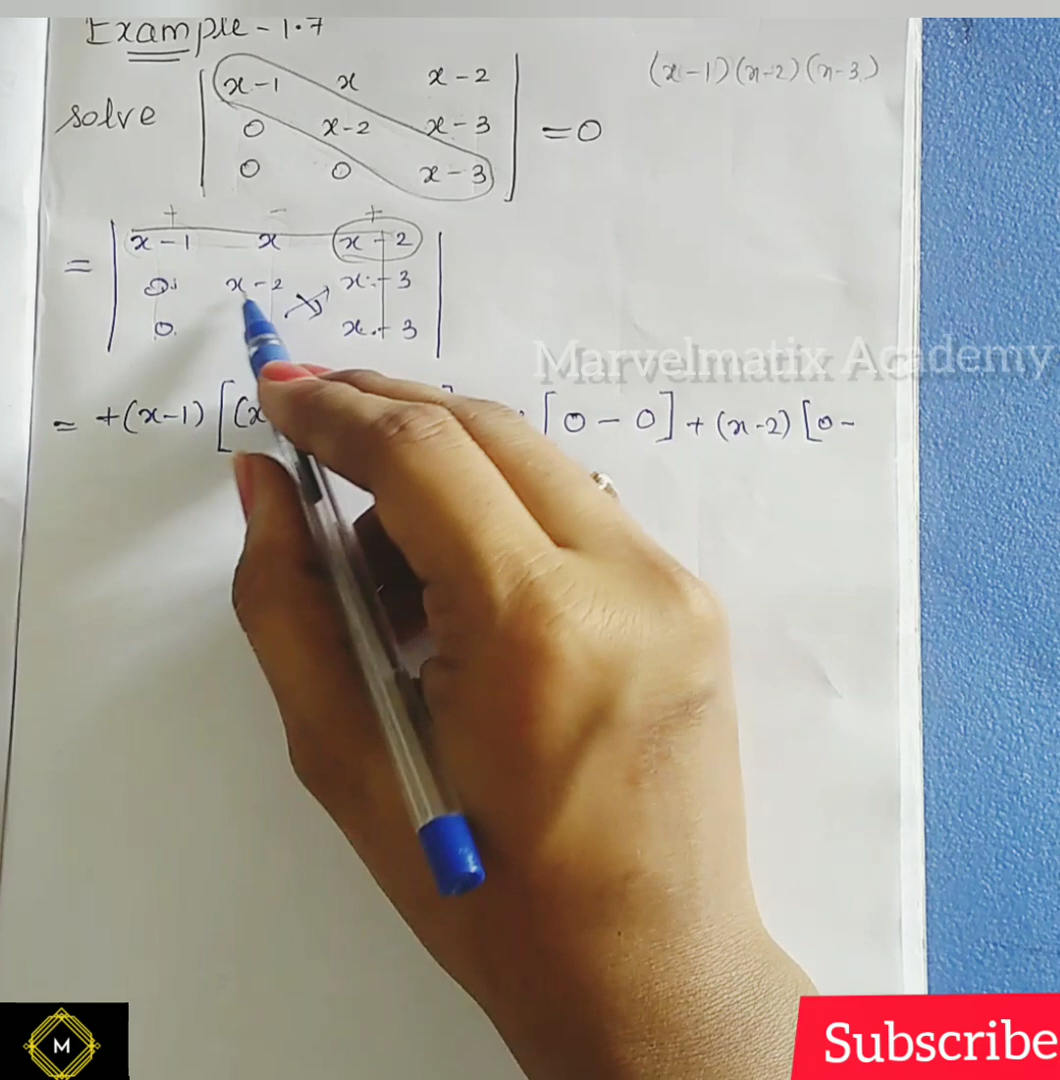 Example - 1.7
(x-1)(x-2)(x-3)
solve | x-1 x x-2 |
| 0 x-2 x-3 | = 0
| 0 0 x-3 |
+ - +
= | x-1 x x-2 |
| 0 x-2 x-3 |
| 0 x-3 |
= +(x-1) [(x [0-0] + (x-2) [0-
Marvelmatix Academy
M
Subscribe